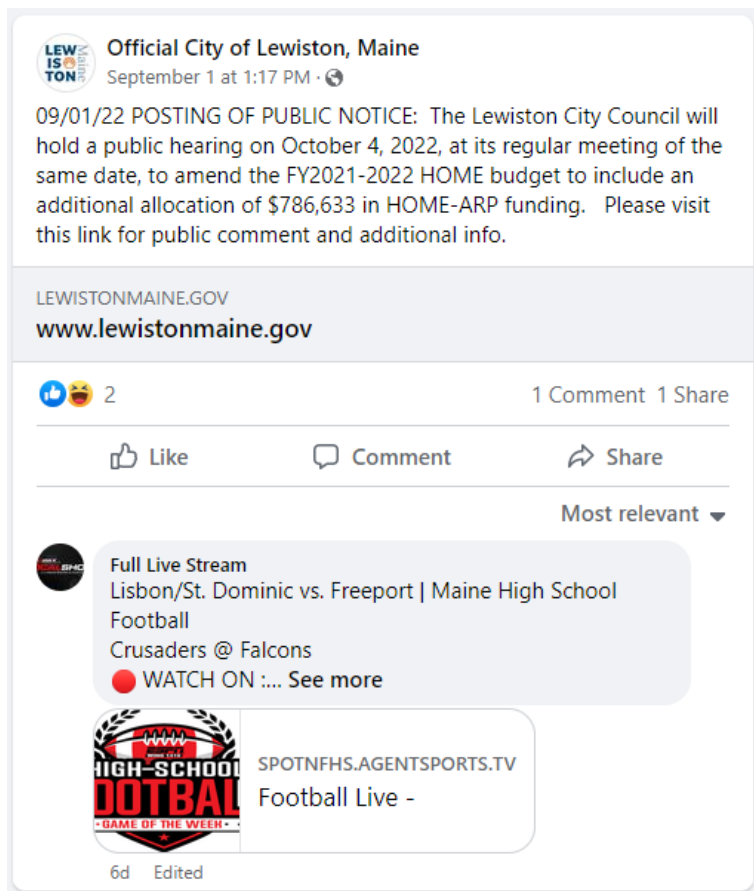 LEW
IS
TON
Maine
Official City of Lewiston, Maine
September 1 at 1:17 PM ·
09/01/22 POSTING OF PUBLIC NOTICE: The Lewiston City Council will
hold a public hearing on October 4, 2022, at its regular meeting of the
same date, to amend the FY2021-2022 HOME budget to include an
additional allocation of $786,633 in HOME-ARP funding. Please visit
this link for public comment and additional info.
LEWISTONMAINE.GOV
www.lewistonmaine.gov
2
1 Comment 1 Share
Like
Comment
Share
Most relevant
Full Live Stream
Lisbon/St. Dominic vs. Freeport | Maine High School
Football
Crusaders @ Falcons
WATCH ON :... See more
HIGH-SCHOOL
FOOTBAL
- GAME OF THE WEEK -
SPOTNFHS.AGENTSPORTS.TV
Football Live -
6d Edited